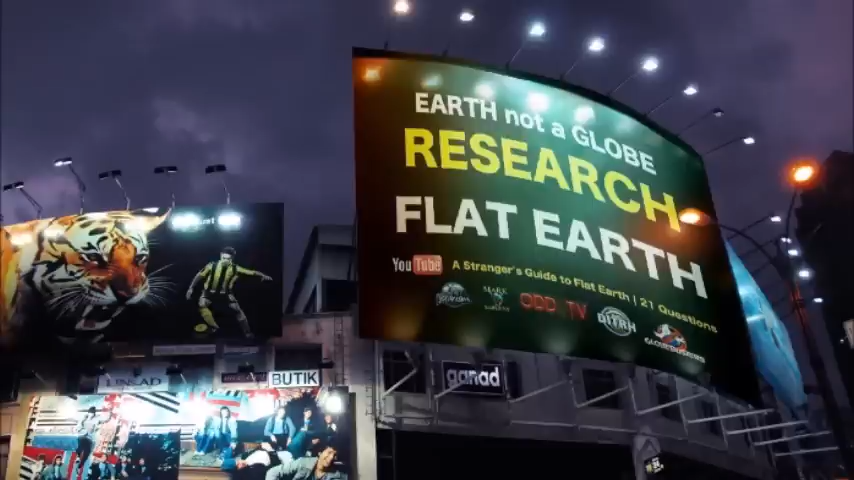 EARTH not a GLOBE
RESEARCH
FLAT EARTH
YouTube A Stranger's Guide to Flat Earth | 21 Questions
ODD TV
DITRH
GLOBEBUSTERS
ganad
BUTIK